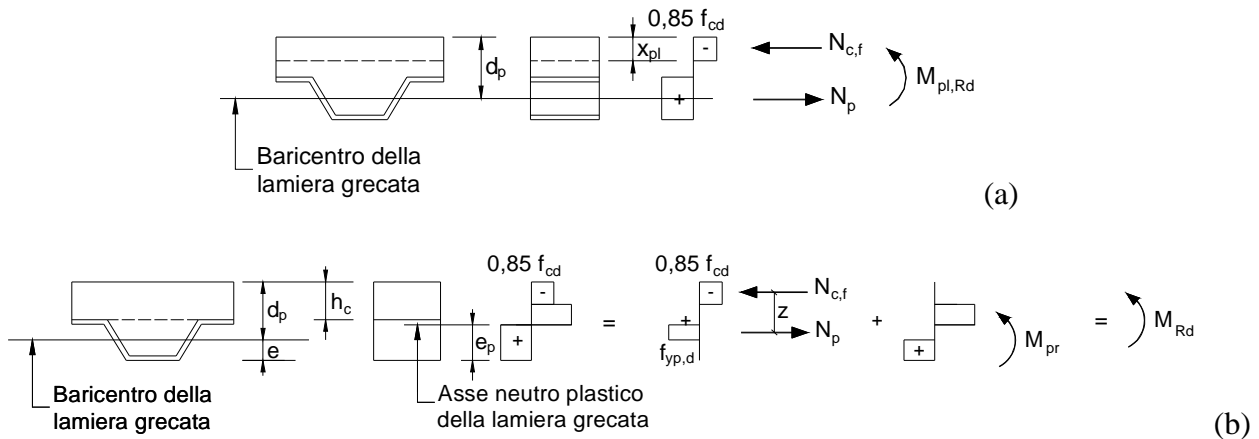 0,85 f_cd
x_pl
d_p
N_c,f
N_p
M_pl,Rd
-
+
Baricentro della
lamiera grecata
(a)
0,85 f_cd
0,85 f_cd
d_p
h_c
e
e_p
-
+
=
-
+
f_yp,d
z
N_c,f
N_p
+
+
M_pr
=
M_Rd
Baricentro della
lamiera grecata
Asse neutro plastico
della lamiera grecata
(b)